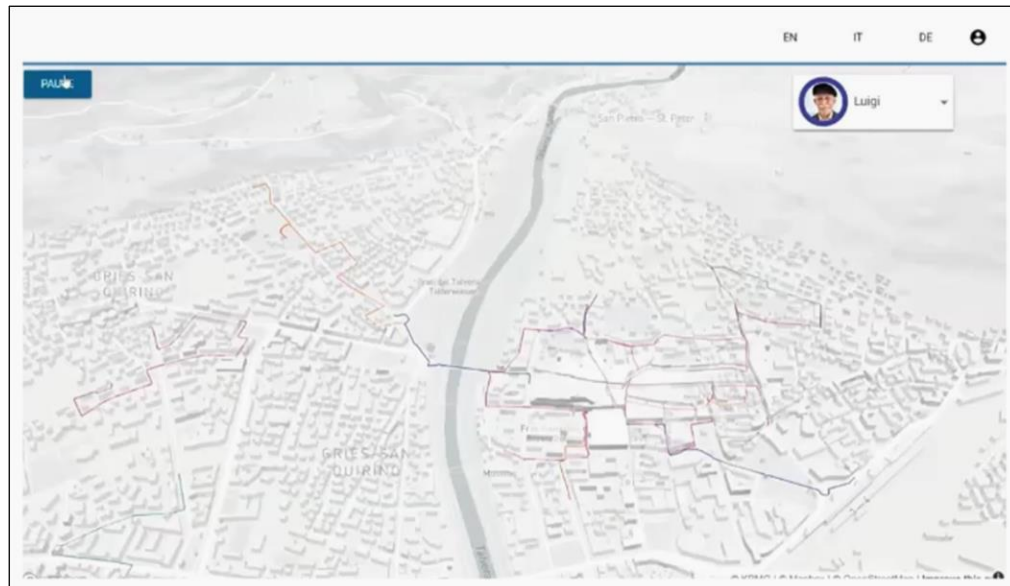 EN IT DE
PAUSE
Luigi
San Pietro — St. Peter
GRIES-SAN
QUIRINO
GRIES-SAN
QUIRINO
© KPMG | © Mapbox | © OpenStreetMap | Improve this